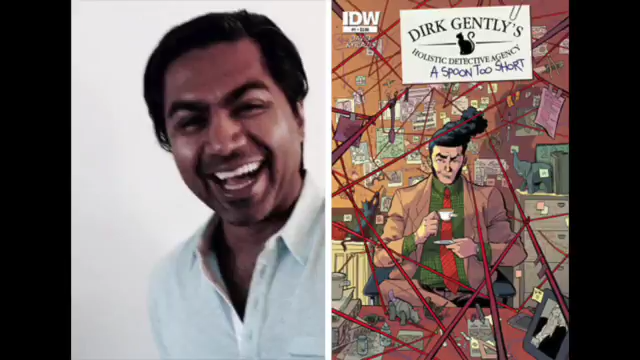 IDW
DIRK GENTLY'S
HOLISTIC DETECTIVE AGENCY
A SPOON TOO SHORT